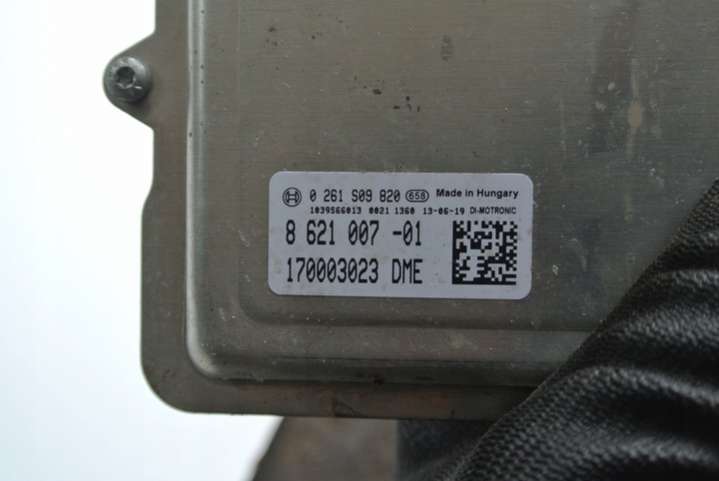 0 261 S09 820 658 Made in Hungary
1039S66013 0021 1360 13-06-19 DI-MOTRONIC
8 621 007 -01
170003023 DME